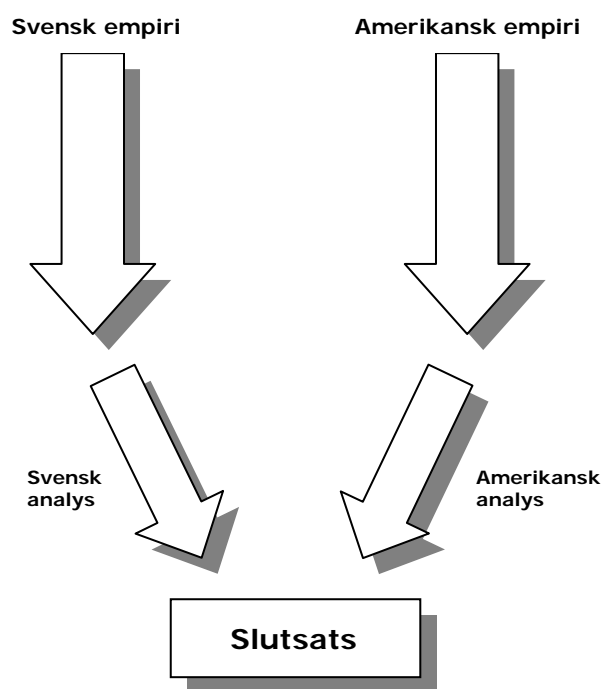 Svensk empiri
Amerikansk empiri
Svensk
analys
Amerikansk
analys
Slutsats